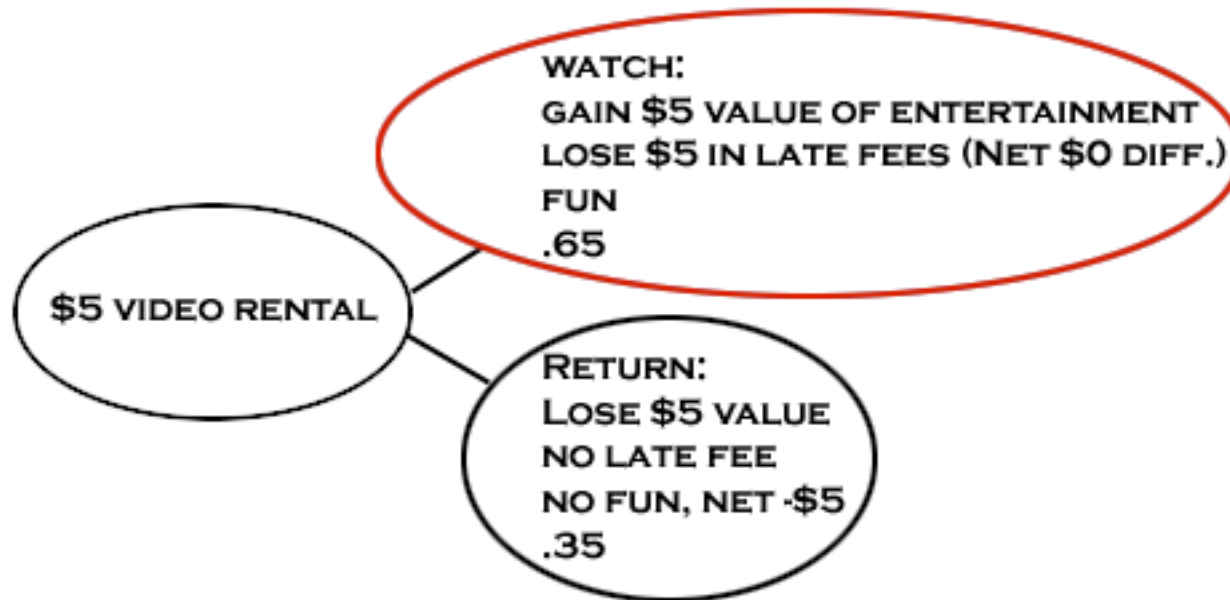 WATCH:
GAIN $5 VALUE OF ENTERTAINMENT
LOSE $5 IN LATE FEES (NET $0 DIFF.)
FUN
.65
$5 VIDEO RENTAL
RETURN:
LOSE $5 VALUE
NO LATE FEE
NO FUN, NET -$5
.35